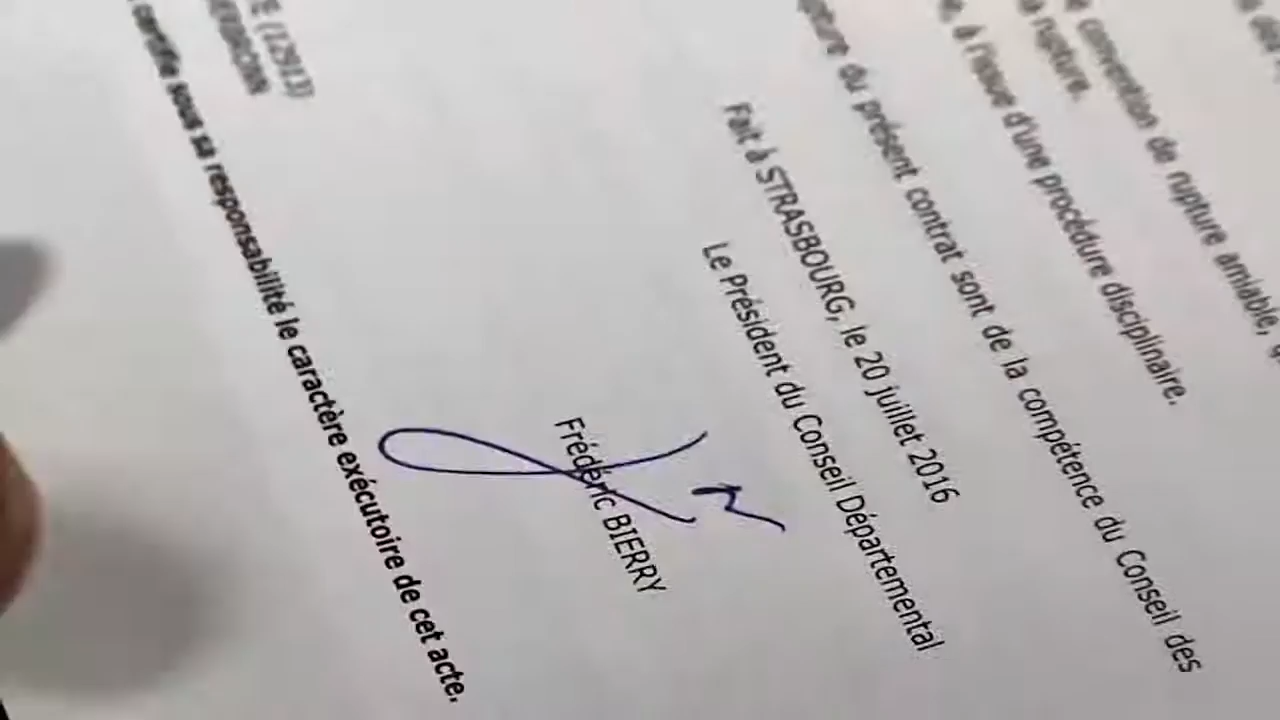 convention de rupture amiable,
rupture.
à l'issue d'une procédure disciplinaire.
du présent contrat sont de la compétence du Conseil des
Fait à STRASBOURG, le 20 juillet 2016
Le Président du Conseil Départemental
Frédéric BIERRY
(12913)
certifie sous sa responsabilité le caractère exécutoire de cet acte.